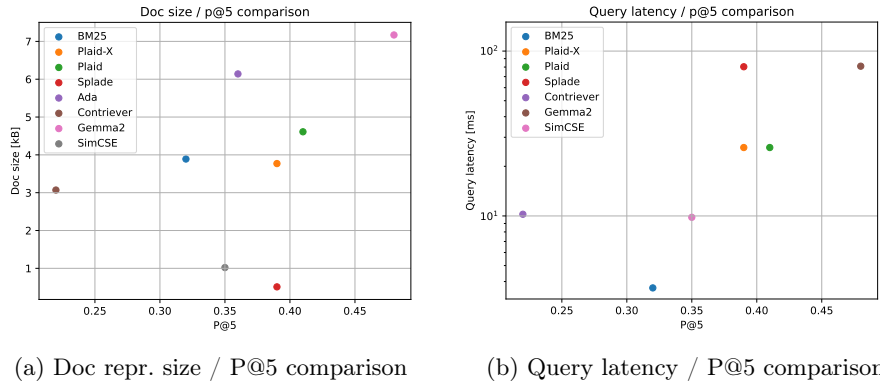 Doc size / p@5 comparison
BM25
Plaid-X
Plaid
Splade
Ada
Contriever
Gemma2
SimCSE
7
6
5
4
3
2
1
Doc size [kB]
0.25 0.30 0.35 0.40 0.45
P@5
(a) Doc repr. size / P@5 comparison
Query latency / p@5 comparison
BM25
Plaid-X
Plaid
Splade
Contriever
Gemma2
SimCSE
10²
10¹
Query latency [ms]
0.25 0.30 0.35 0.40 0.45
P@5
(b) Query latency / P@5 comparison